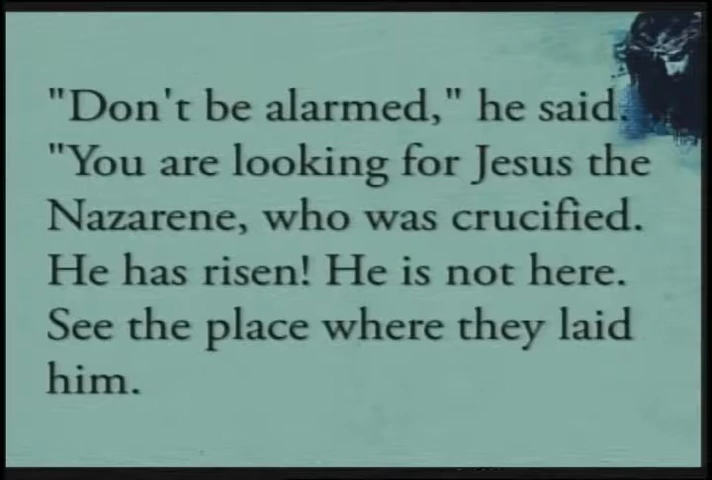 "Don't be alarmed," he said.
"You are looking for Jesus the
Nazarene, who was crucified.
He has risen! He is not here.
See the place where they laid
him.